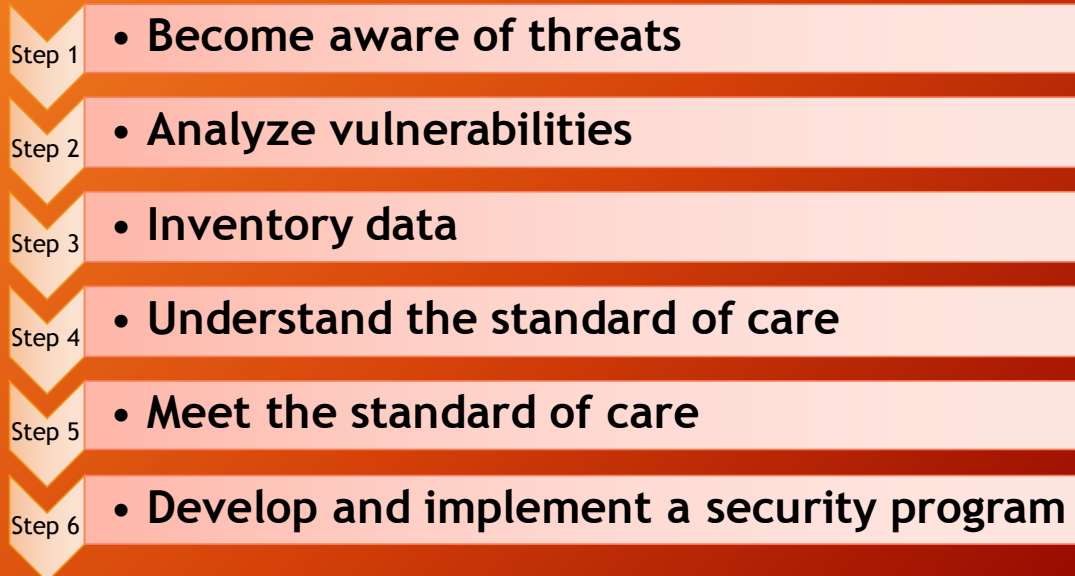 Step 1 • Become aware of threats
Step 2 • Analyze vulnerabilities
Step 3 • Inventory data
Step 4 • Understand the standard of care
Step 5 • Meet the standard of care
Step 6 • Develop and implement a security program